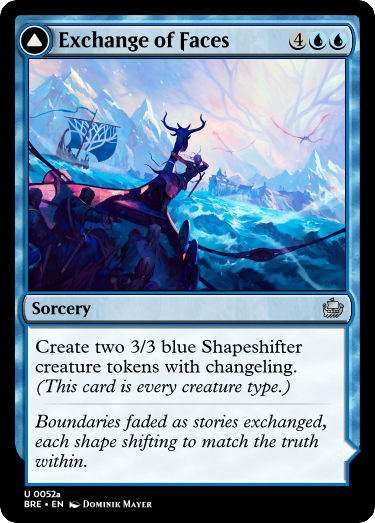 Exchange of Faces 4
Sorcery
Create two 3/3 blue Shapeshifter
creature tokens with changeling.
(This card is every creature type.)
Boundaries faded as stories exchanged,
each shape shifting to match the truth
within.
U 0052a
BRE • EN Dominik Mayer